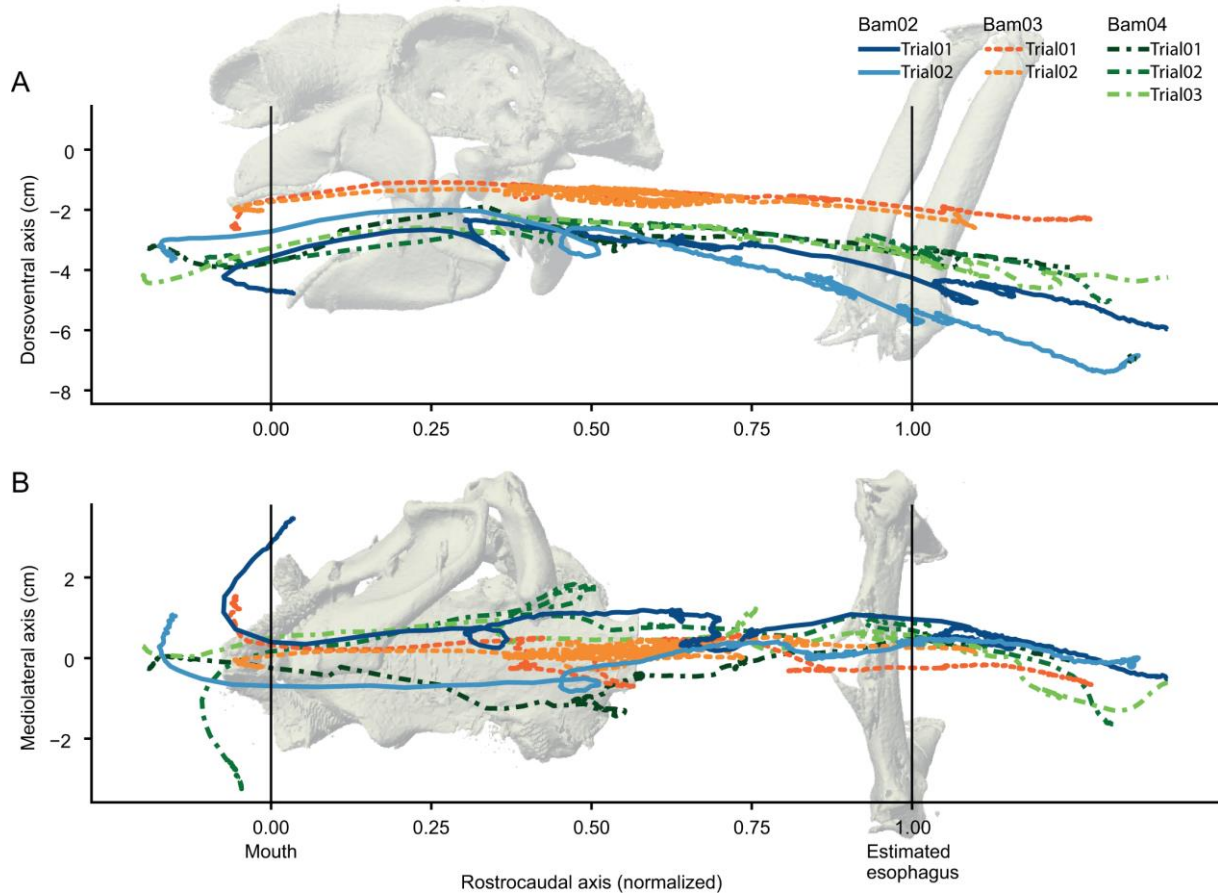 Bam02 Bam03 Bam04
Trial01 Trial01 Trial01
Trial02 Trial02 Trial02
Trial03
A
Dorsoventral axis (cm)
0
−2
−4
−6
−8
0.00 0.25 0.50 0.75 1.00
B
Mediolateral axis (cm)
2
0
−2
0.00 0.25 0.50 0.75 1.00
Mouth Estimated
esophagus
Rostrocaudal axis (normalized)